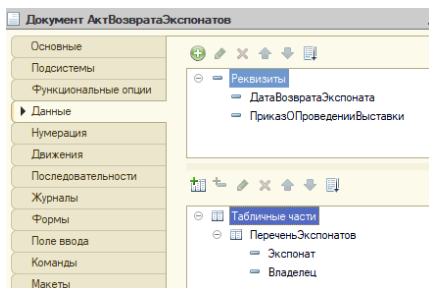 Документ АктВозвратаЭкспонатов
Основные
Подсистемы
Функциональные опции
Данные
Нумерация
Движения
Последовательности
Журналы
Формы
Поле ввода
Команды
Макеты
Реквизиты
ДатаВозвратаЭкспоната
ПриказОПроведенииВыставки
Табличные части
ПереченьЭкспонатов
Экспонат
Владелец